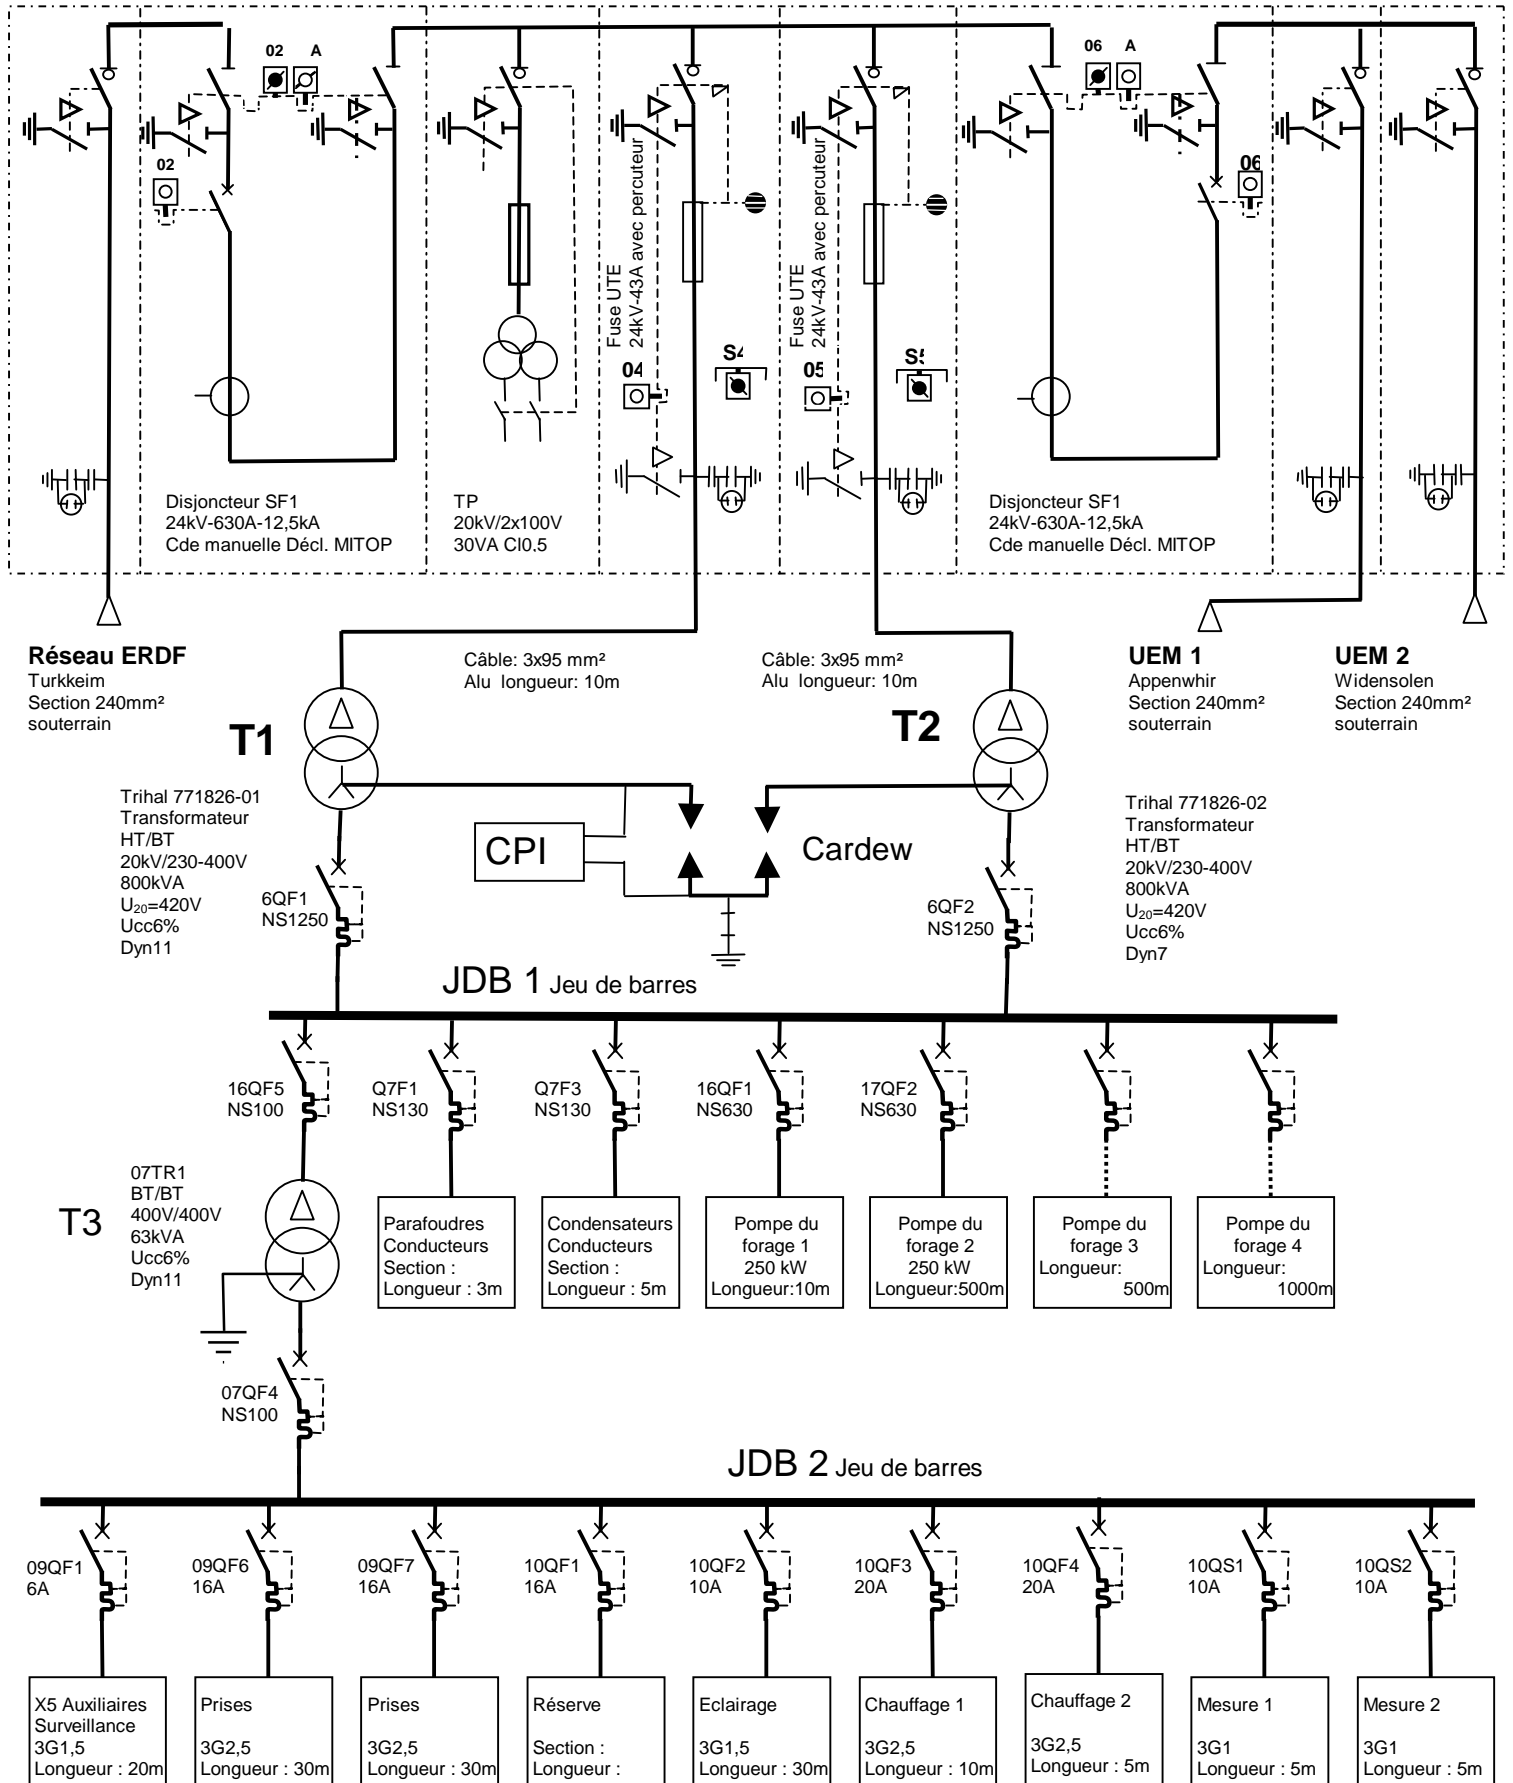 02 A
06 A
02
06
Fuse UTE
24kV-43A avec percuteur
Fuse UTE
24kV-43A avec percuteur
04
S4
05
Disjoncteur SF1
24kV-630A-12,5kA
Cde manuelle Décl. MITOP
TP
20kV/2x100V
30VA Cl0,5
Disjoncteur SF1
24kV-630A-12,5kA
Cde manuelle Décl. MITOP
Réseau ERDF
Turkkeim
Section 240mm²
souterrain
Câble: 3x95 mm²
Alu longueur: 10m
Câble: 3x95 mm²
Alu longueur: 10m
UEM 1
Appenwhir
Section 240mm²
souterrain
UEM 2
Widensolen
Section 240mm²
souterrain
T1
T2
Trihal 771826-01
Transformateur
HT/BT
20kV/230-400V
800kVA
U₂₀=420V
Ucc6%
Dyn11
6QF1
NS1250
CPI
Cardew
6QF2
NS1250
Trihal 771826-02
Transformateur
HT/BT
20kV/230-400V
800kVA
U₂₀=420V
Ucc6%
Dyn7
JDB 1 Jeu de barres
16QF5
NS100
Q7F1
NS130
Q7F3
NS130
16QF1
NS630
17QF2
NS630
T3
07TR1
BT/BT
400V/400V
63kVA
Ucc6%
Dyn11
Parafoudres
Conducteurs
Section :
Longueur : 3m
Condensateurs
Conducteurs
Section :
Longueur : 5m
Pompe du
forage 1
250 kW
Longueur:10m
Pompe du
forage 2
250 kW
Longueur:500m
Pompe du
forage 3
Longueur:
500m
Pompe du
forage 4
Longueur:
1000m
07QF4
NS100
JDB 2 Jeu de barres
09QF1
6A
09QF6
16A
09QF7
16A
10QF1
16A
10QF2
10A
10QF3
20A
10QF4
20A
10QS1
10A
10QS2
10A
X5 Auxiliaires
Surveillance
3G1,5
Longueur : 20m
Prises
3G2,5
Longueur : 30m
Prises
3G2,5
Longueur : 30m
Réserve
Section :
Longueur :
Eclairage
3G1,5
Longueur : 30m
Chauffage 1
3G2,5
Longueur : 10m
Chauffage 2
3G2,5
Longueur : 5m
Mesure 1
3G1
Longueur : 5m
Mesure 2
3G1
Longueur : 5m